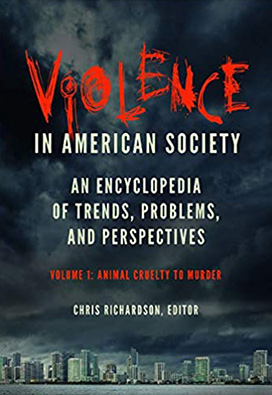 VIOLENCE
IN AMERICAN SOCIETY
AN ENCYCLOPEDIA
OF TRENDS, PROBLEMS,
AND PERSPECTIVES
VOLUME 1: ANIMAL CRUELTY TO MURDER
CHRIS RICHARDSON, EDITOR